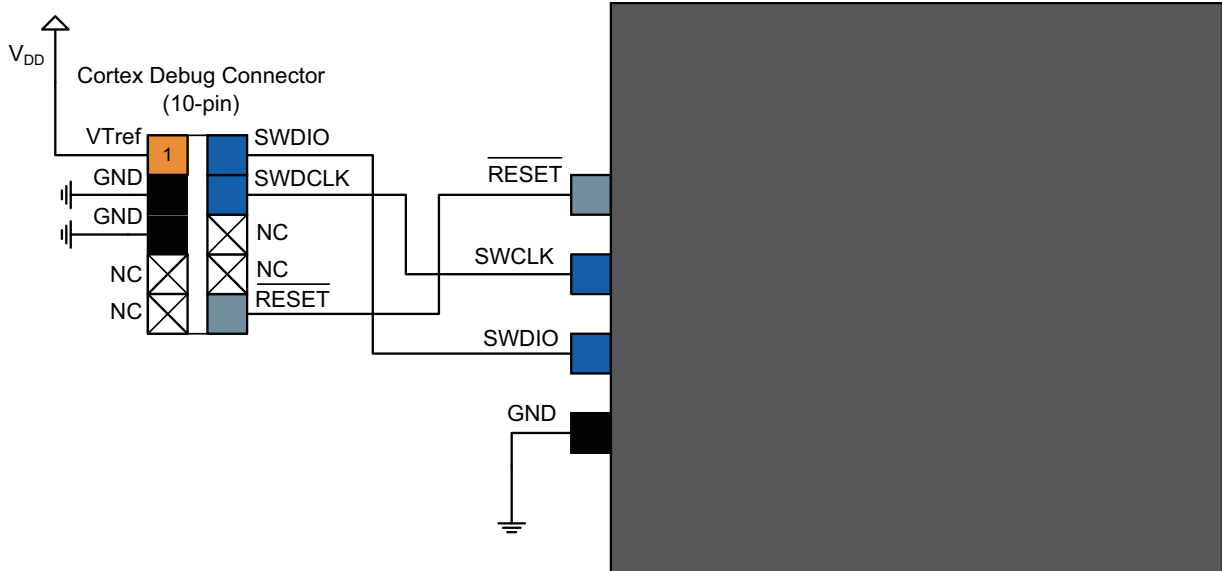 VDD
Cortex Debug Connector
(10-pin)
VTref
1
SWDIO
GND
SWDCLK
GND
NC
NC
NC
NC
RESET
RESET
SWCLK
SWDIO
GND